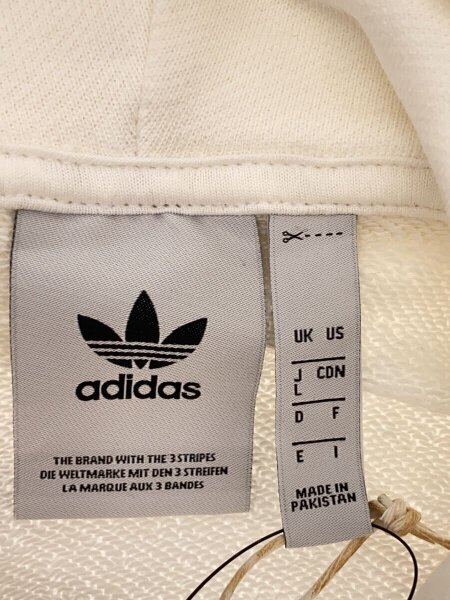 adidas
THE BRAND WITH THE 3 STRIPES
DIE WELTMARKE MIT DEN 3 STREIFEN
LA MARQUE AUX 3 BANDES
UK US
J CDN
L
D F
E I
MADE IN
PAKISTAN